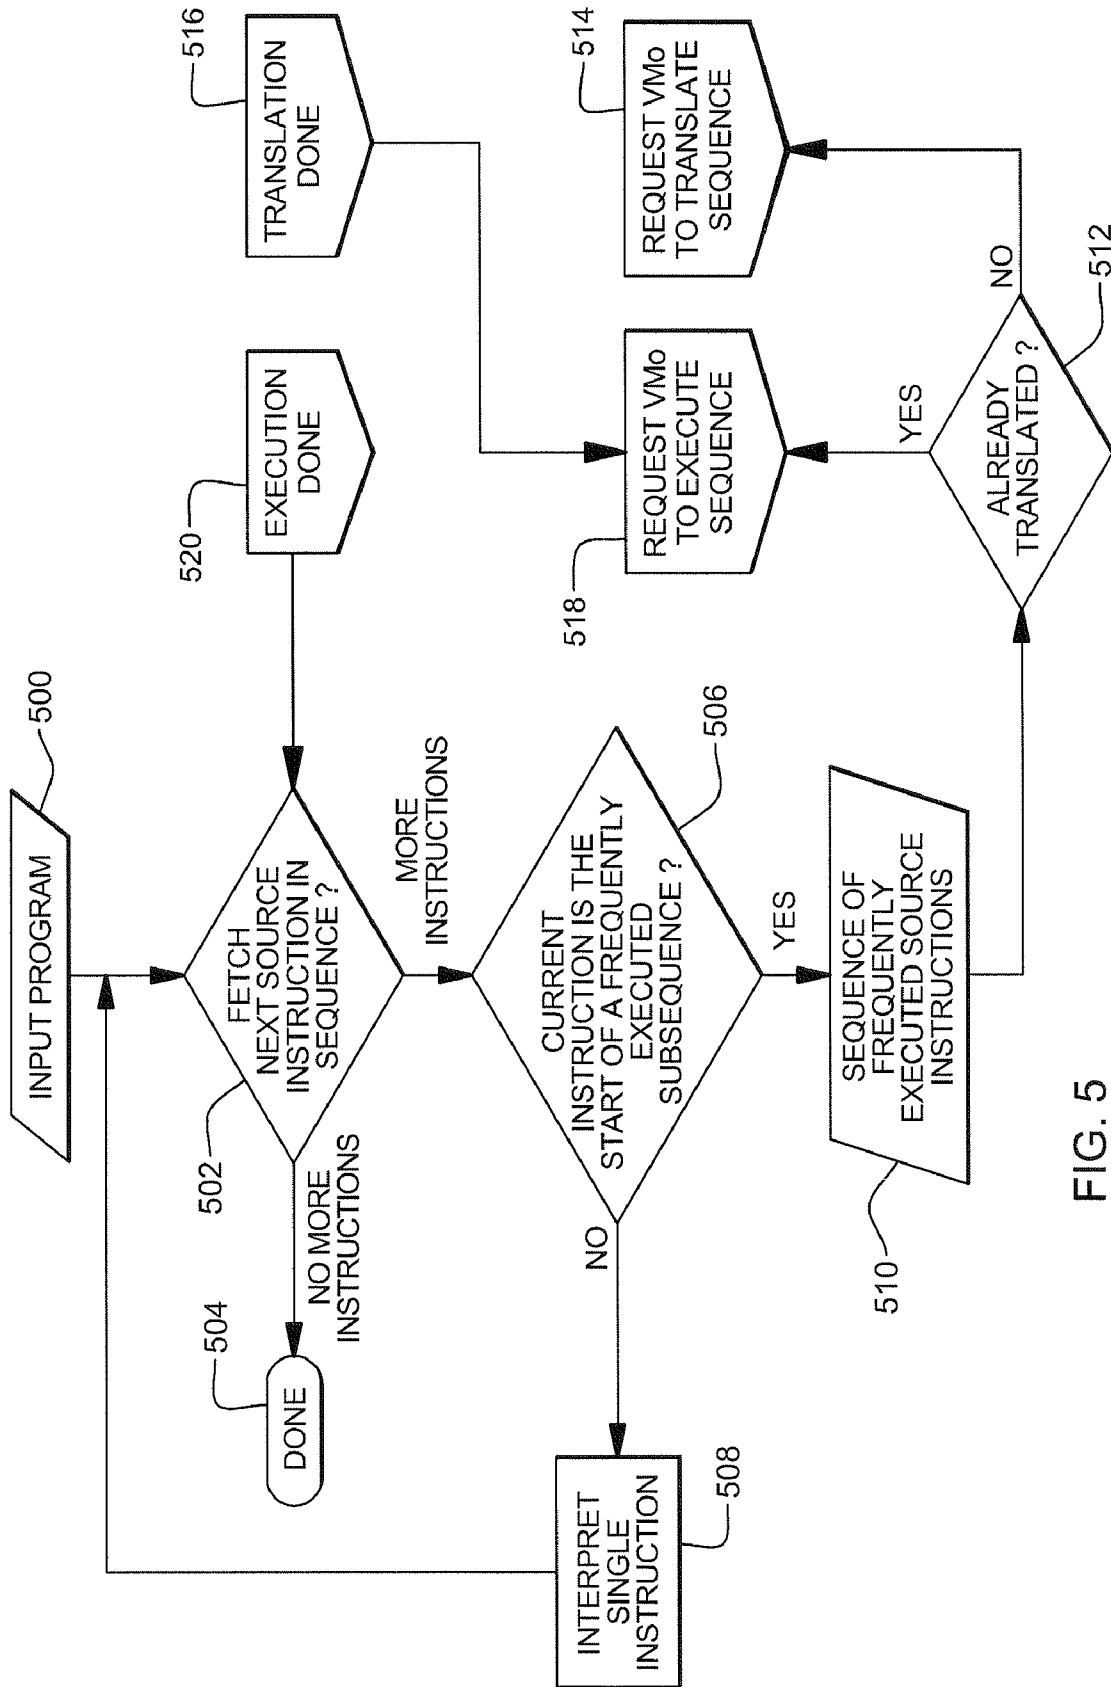 INPUT PROGRAM
500
FETCH
NEXT SOURCE
INSTRUCTION IN
SEQUENCE ?
502
NO MORE
INSTRUCTIONS
DONE
504
MORE
INSTRUCTIONS
EXECUTION
DONE
520
TRANSLATION
DONE
516
CURRENT
INSTRUCTION IS THE
START OF A FREQUENTLY
EXECUTED
SUBSEQUENCE ?
506
NO
INTERPRET
SINGLE
INSTRUCTION
508
YES
SEQUENCE OF
FREQUENTLY
EXECUTED SOURCE
INSTRUCTIONS
510
ALREADY
TRANSLATED ?
512
YES
NO
REQUEST VMo
TO EXECUTE
SEQUENCE
518
REQUEST VMo
TO TRANSLATE
SEQUENCE
514
FIG. 5